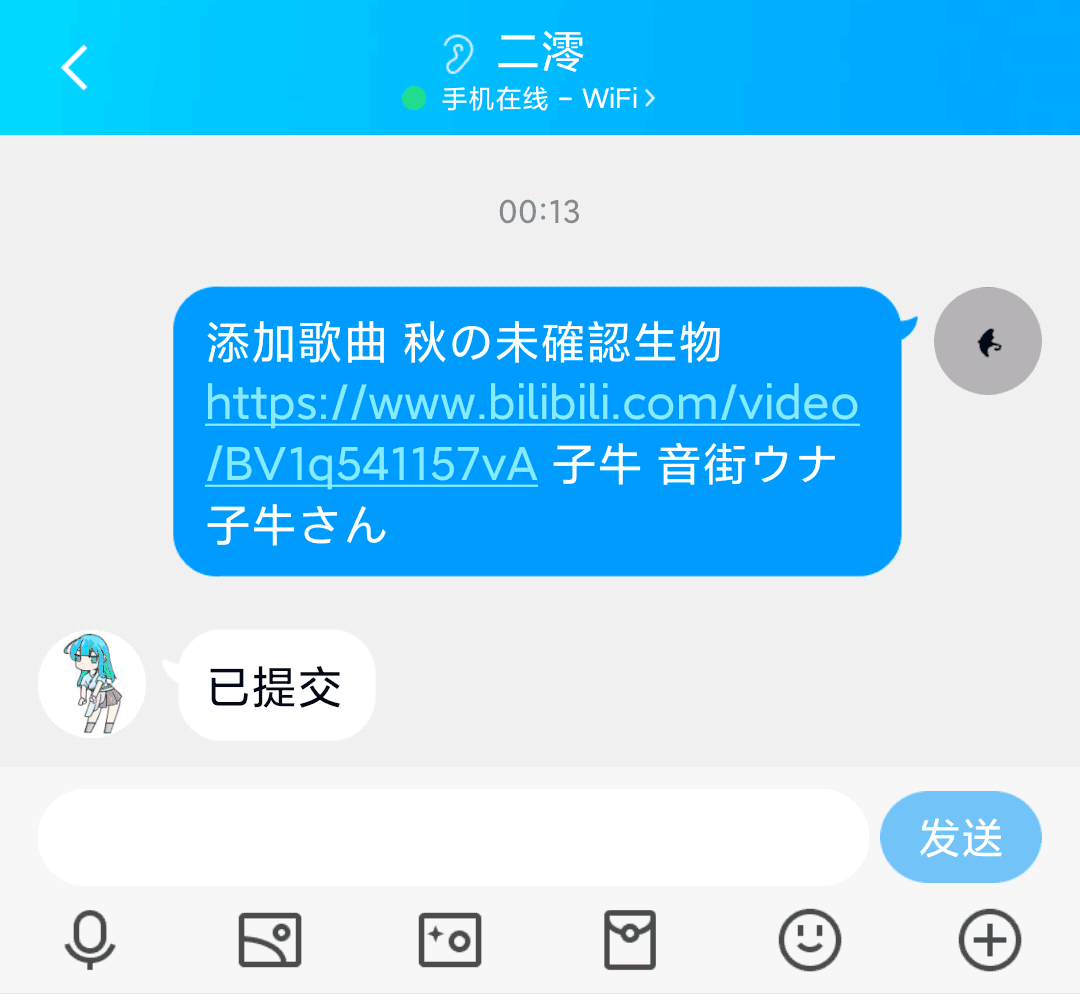 二澪
手机在线 - WiFi
00:13
添加歌曲 秋の未確認生物
https://www.bilibili.com/video
/BV1q541157vA 子牛 音街ウナ
子牛さん
已提交
发送